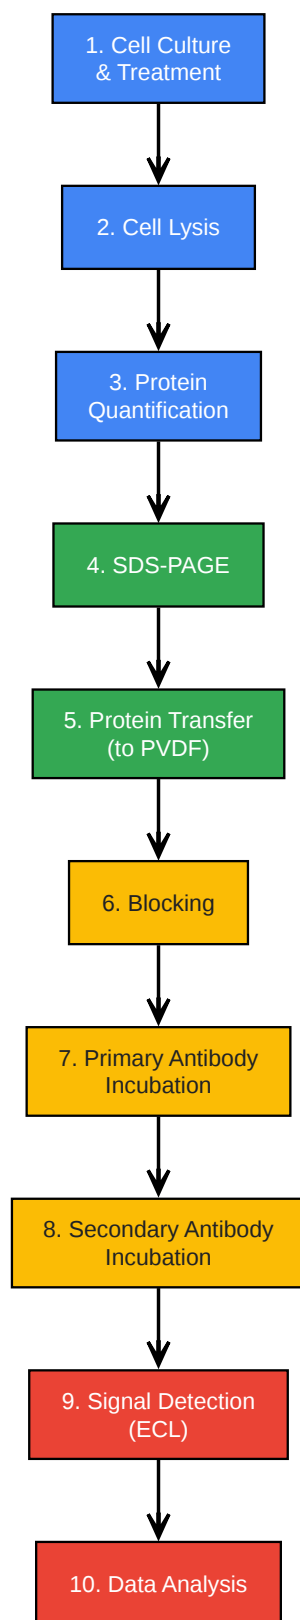 1. Cell Culture
& Treatment
2. Cell Lysis
3. Protein
Quantification
4. SDS-PAGE
5. Protein Transfer
(to PVDF)
6. Blocking
7. Primary Antibody
Incubation
8. Secondary Antibody
Incubation
9. Signal Detection
(ECL)
10. Data Analysis